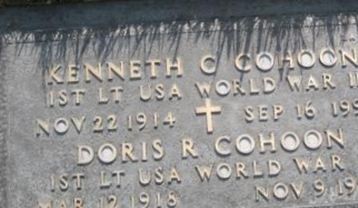 KENNETH C COHOON
1ST LT USA WORLD WAR
NOV 22 1914 SEP 16
DORIS R COHOON
1ST LT USA WORLD WAR
MAR 12 1918 NOV 9